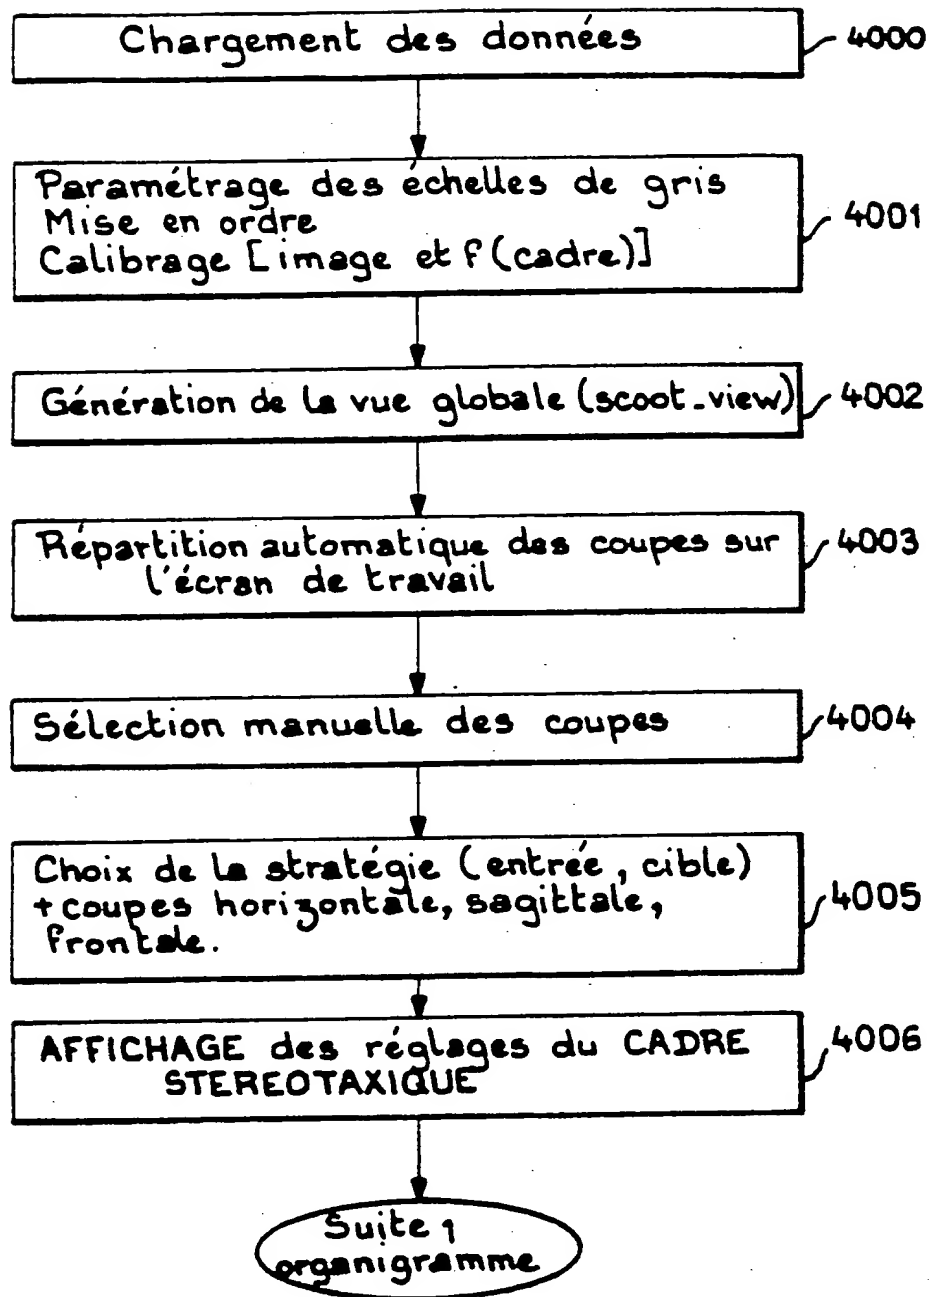 Chargement des données
4000
Paramétrage des échelles de gris
Mise en ordre
Calibrage [image et f(cadre)]
4001
Génération de la vue globale (scoot_view)
4002
Répartition automatique des coupes sur
l'écran de travail
4003
Sélection manuelle des coupes
4004
Choix de la stratégie (entrée, cible)
+ coupes horizontale, sagittale,
frontale.
4005
AFFICHAGE des réglages du CADRE
STEREOTAXIQUE
4006
Suite 1
organigramme